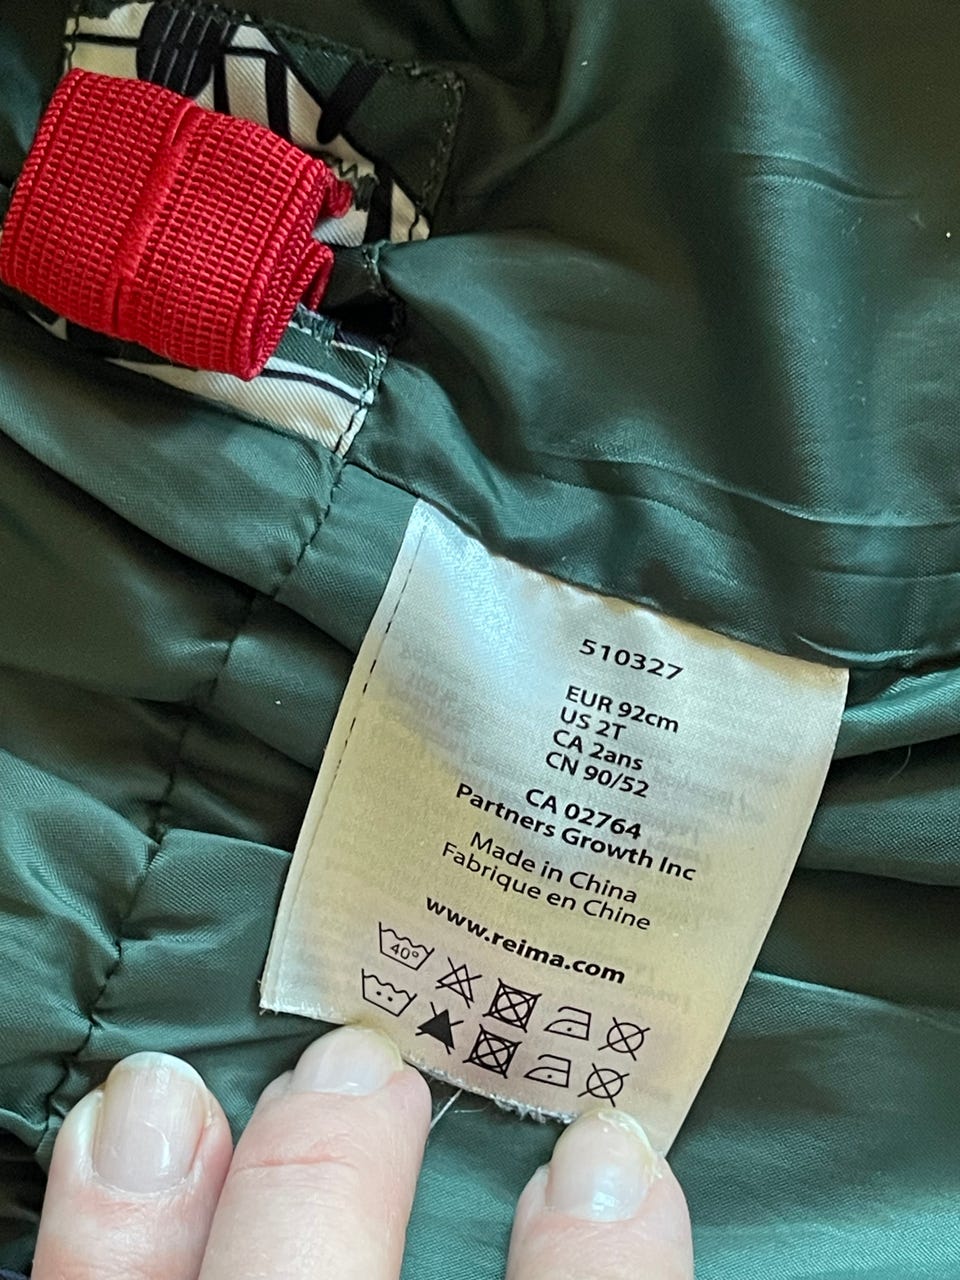 510327
EUR 92cm
US 2T
CA 2ans
CN 90/52
CA 02764
Partners Growth Inc
Made in China
Fabrique en Chine
www.reima.com
40°